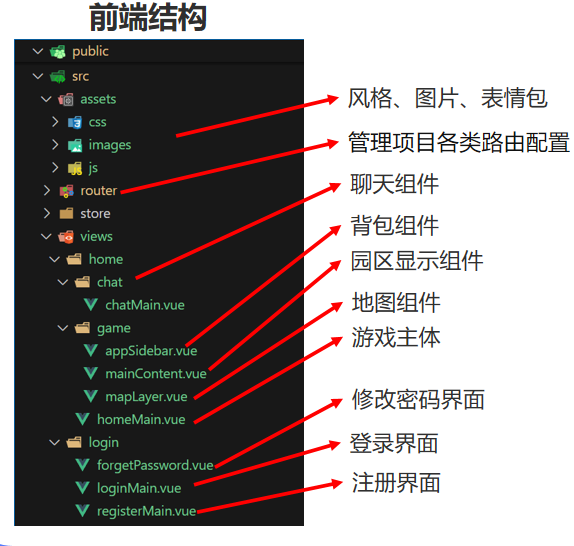 前端结构
public
src
assets
css
images
js
router
store
views
home
chat
chatMain.vue
game
appSidebar.vue
mainContent.vue
mapLayer.vue
homeMain.vue
login
forgetPassword.vue
loginMain.vue
registerMain.vue
风格、图片、表情包
管理项目各类路由配置
聊天组件
背包组件
园区显示组件
地图组件
游戏主体
修改密码界面
登录界面
注册界面